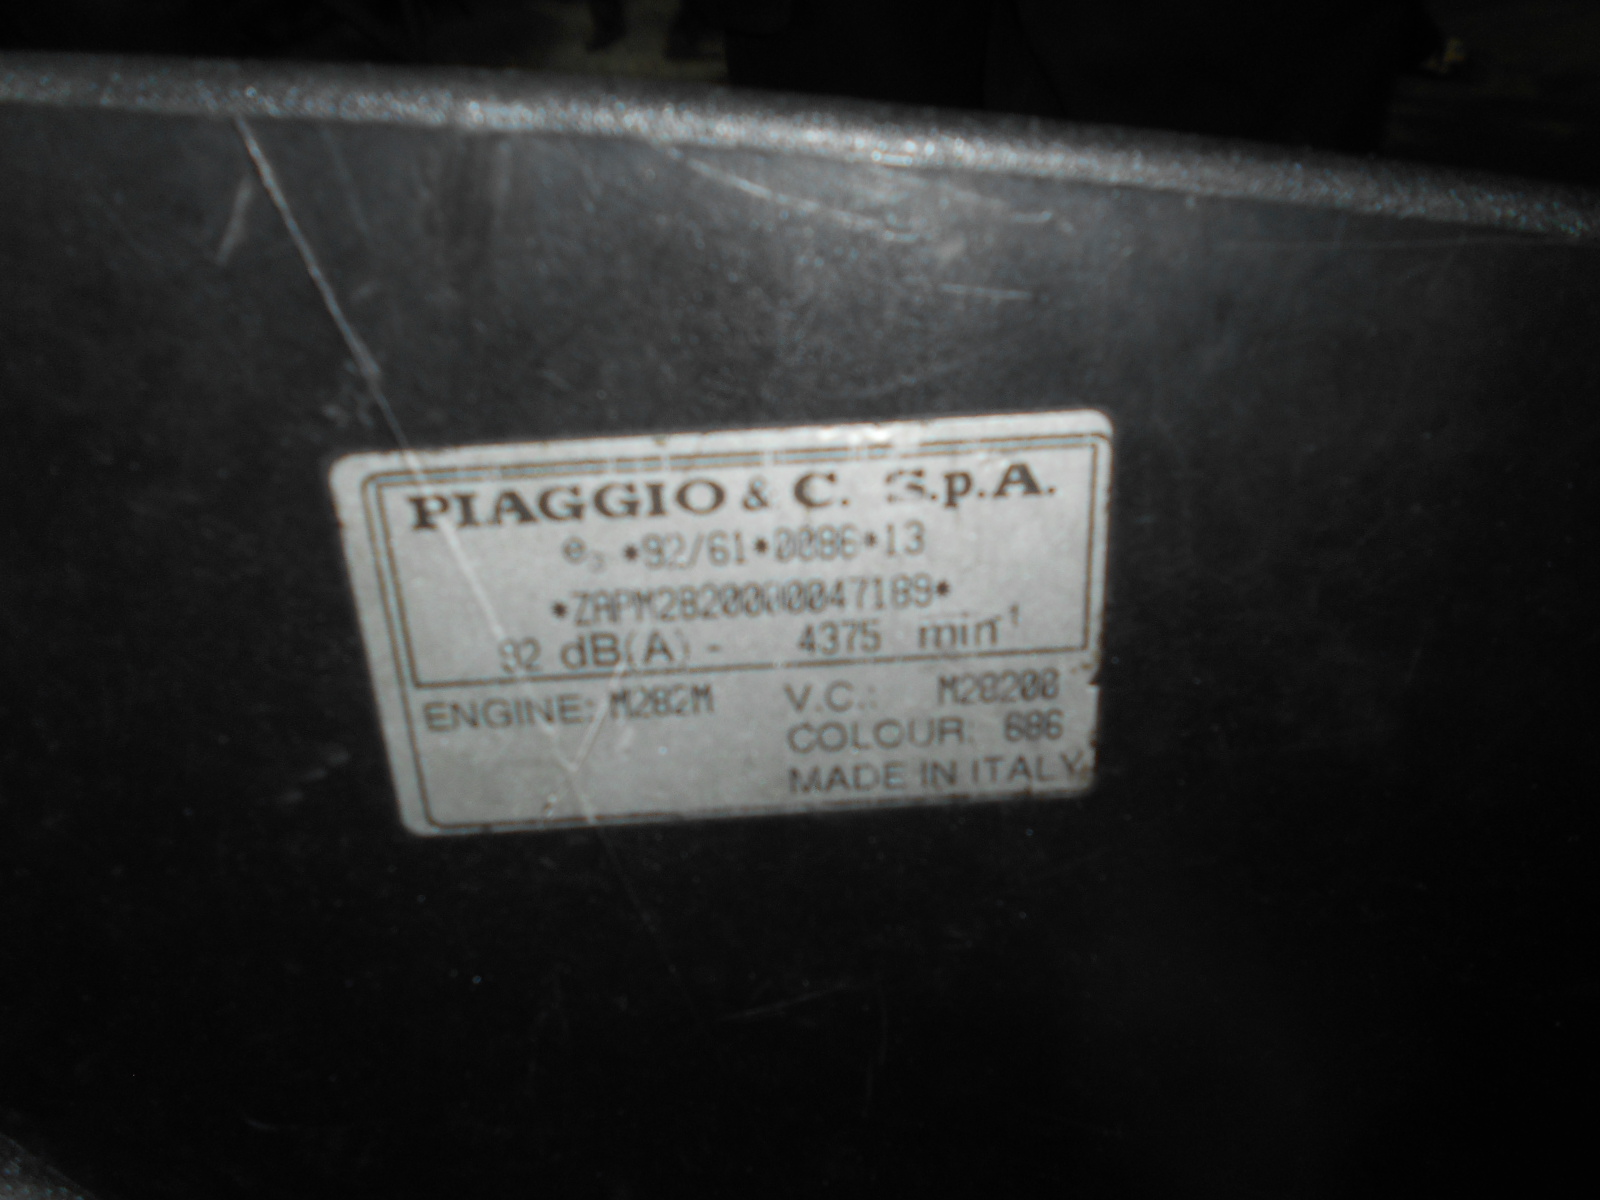 PIAGGIO & C. S.p.A.
e₃ *92/61*0086*13
*ZAPM2820000047189*
92 dB(A) - 4375 min⁻¹
ENGINE: M282M V.C.: M28200
COLOUR: 686
MADE IN ITALY